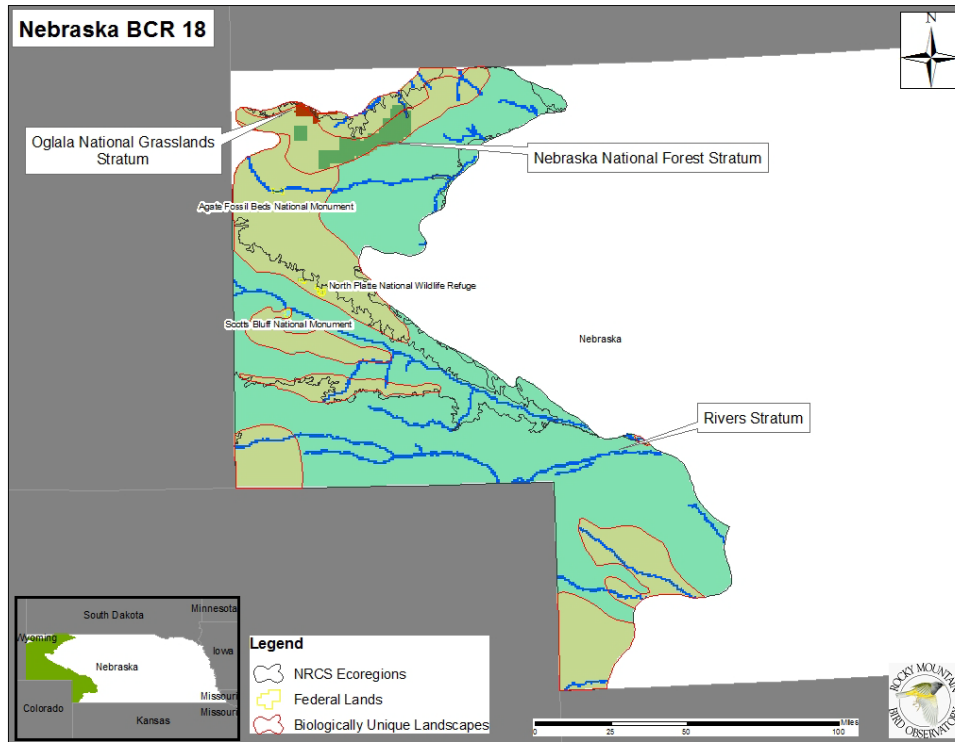 Nebraska BCR 18
N
Oglala National Grasslands
Stratum
Nebraska National Forest Stratum
Agate Fossil Beds National Monument
North Platte National Wildlife Refuge
Scotts Bluff National Monument
Nebraska
Rivers Stratum
South Dakota
Minnesota
Wyoming
Iowa
Nebraska
Missouri
Colorado
Missouri
Kansas
Legend
NRCS Ecoregions
Federal Lands
Biologically Unique Landscapes
Miles
0 25 50 100
ROCKY MOUNTAIN
BIRD OBSERVATORY